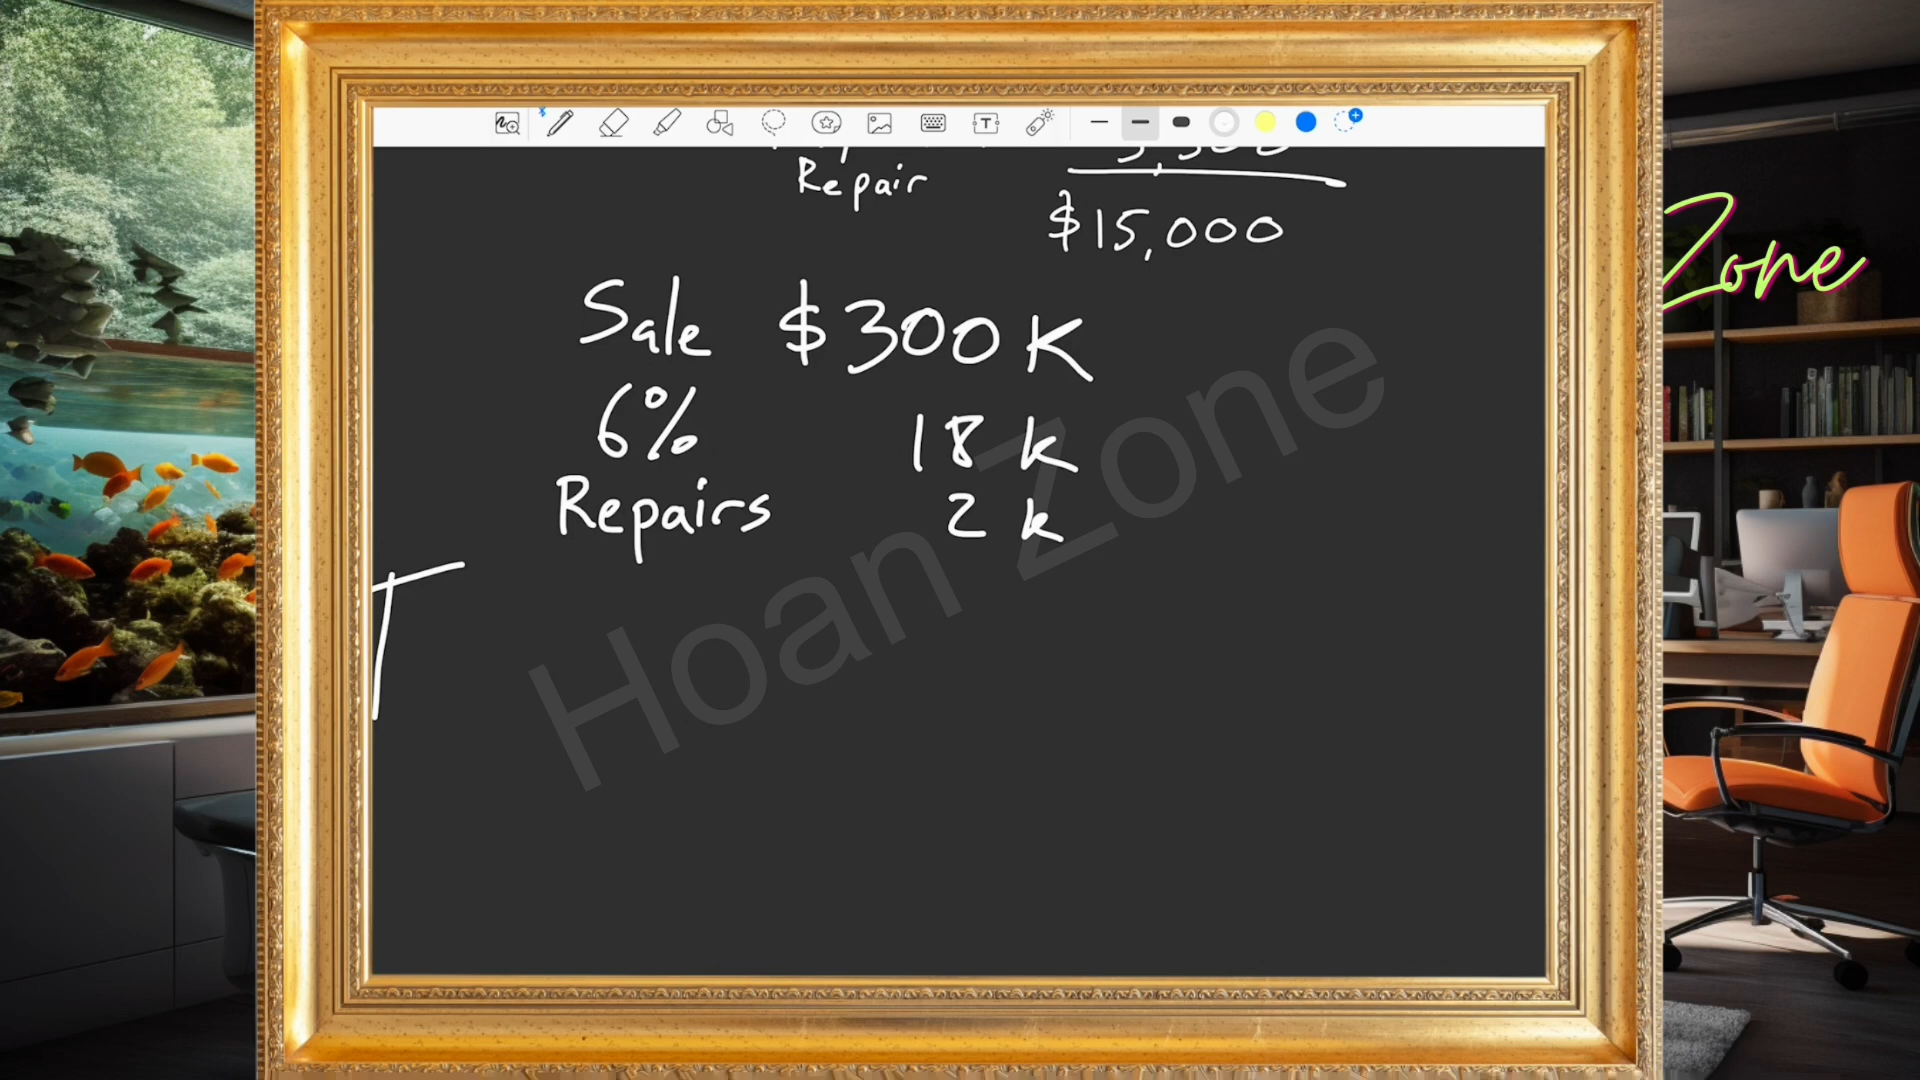 Repair
$15,000
Zone
Sale $300K
6% 18k
Repairs 2k
T
Hoan Zone